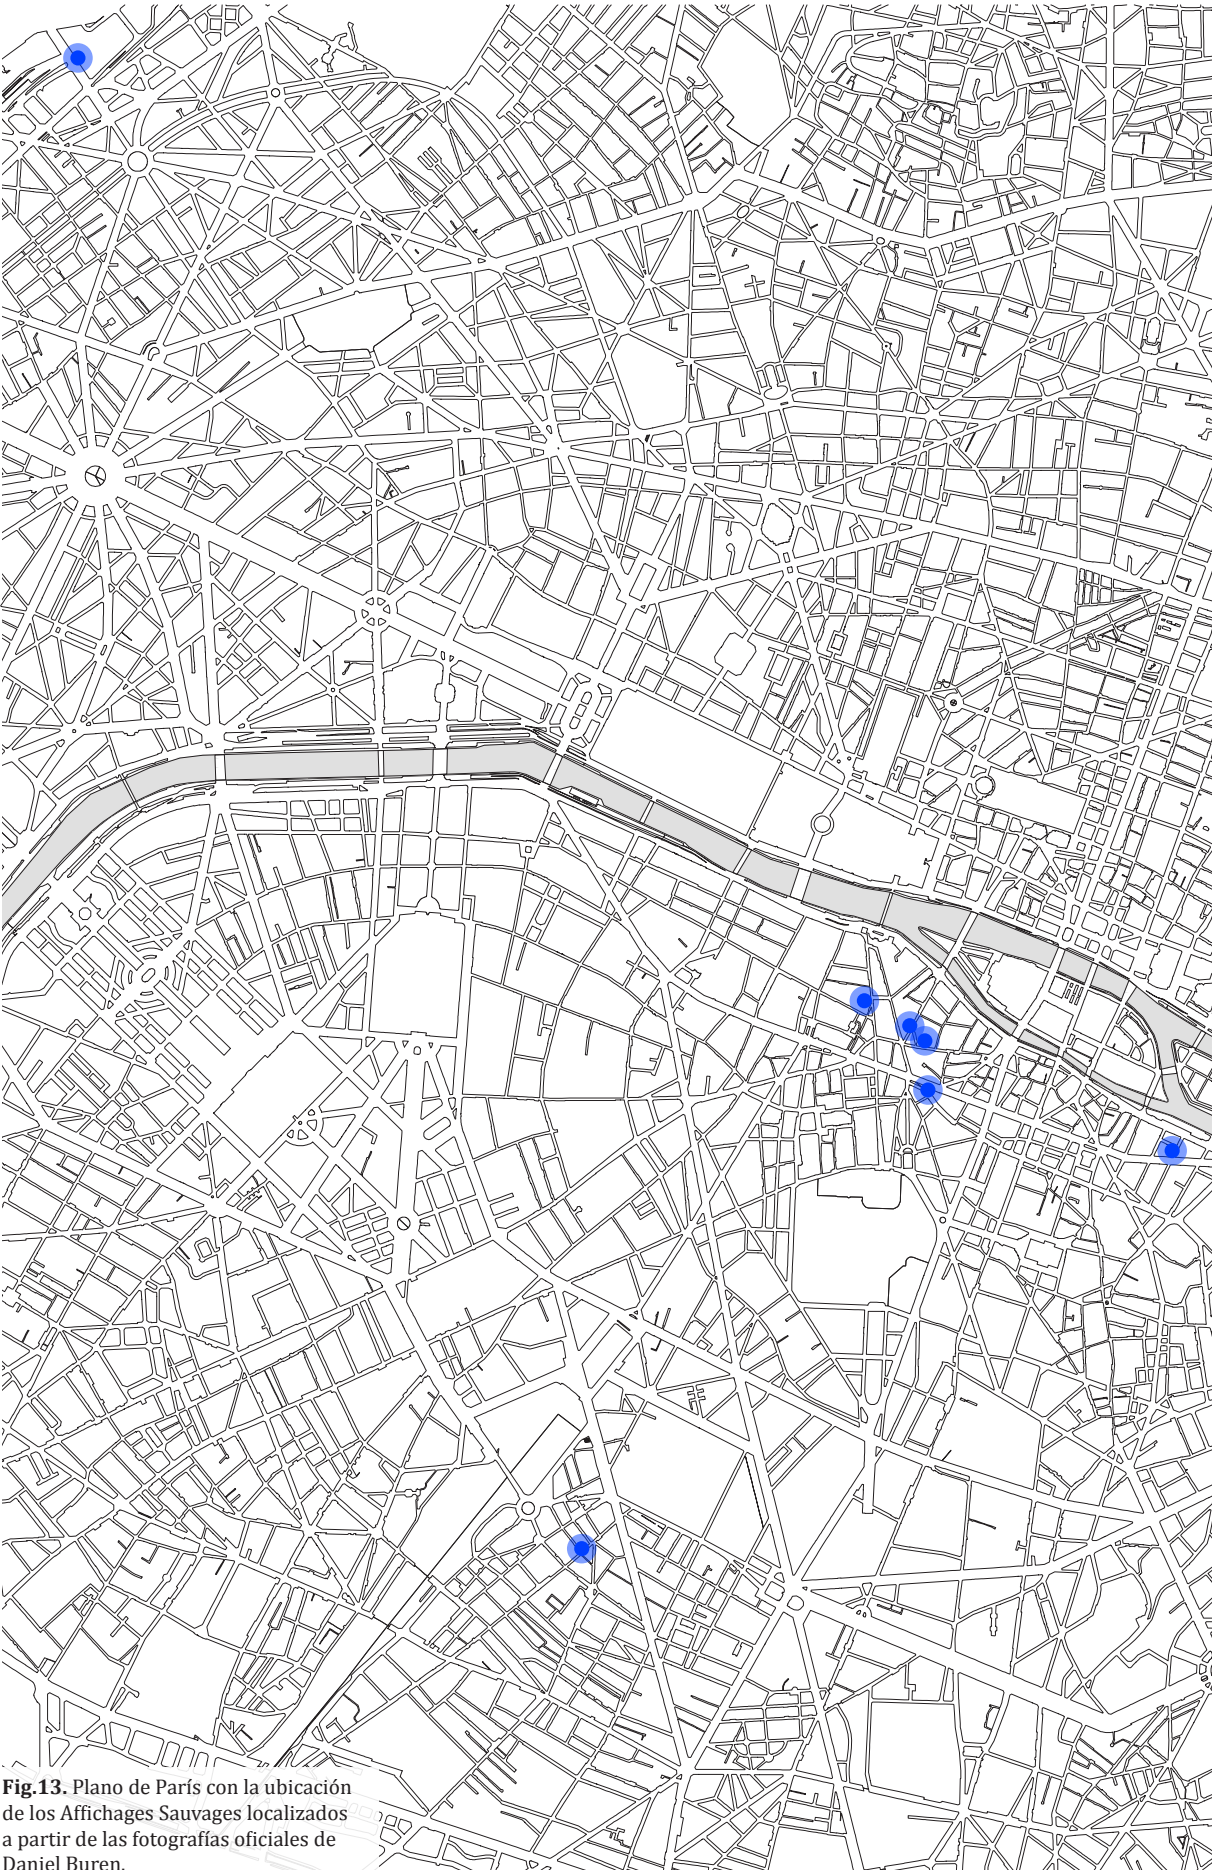 Fig.13. Plano de París con la ubicación
de los Affichages Sauvages localizados
a partir de las fotografías oficiales de
Daniel Buren.